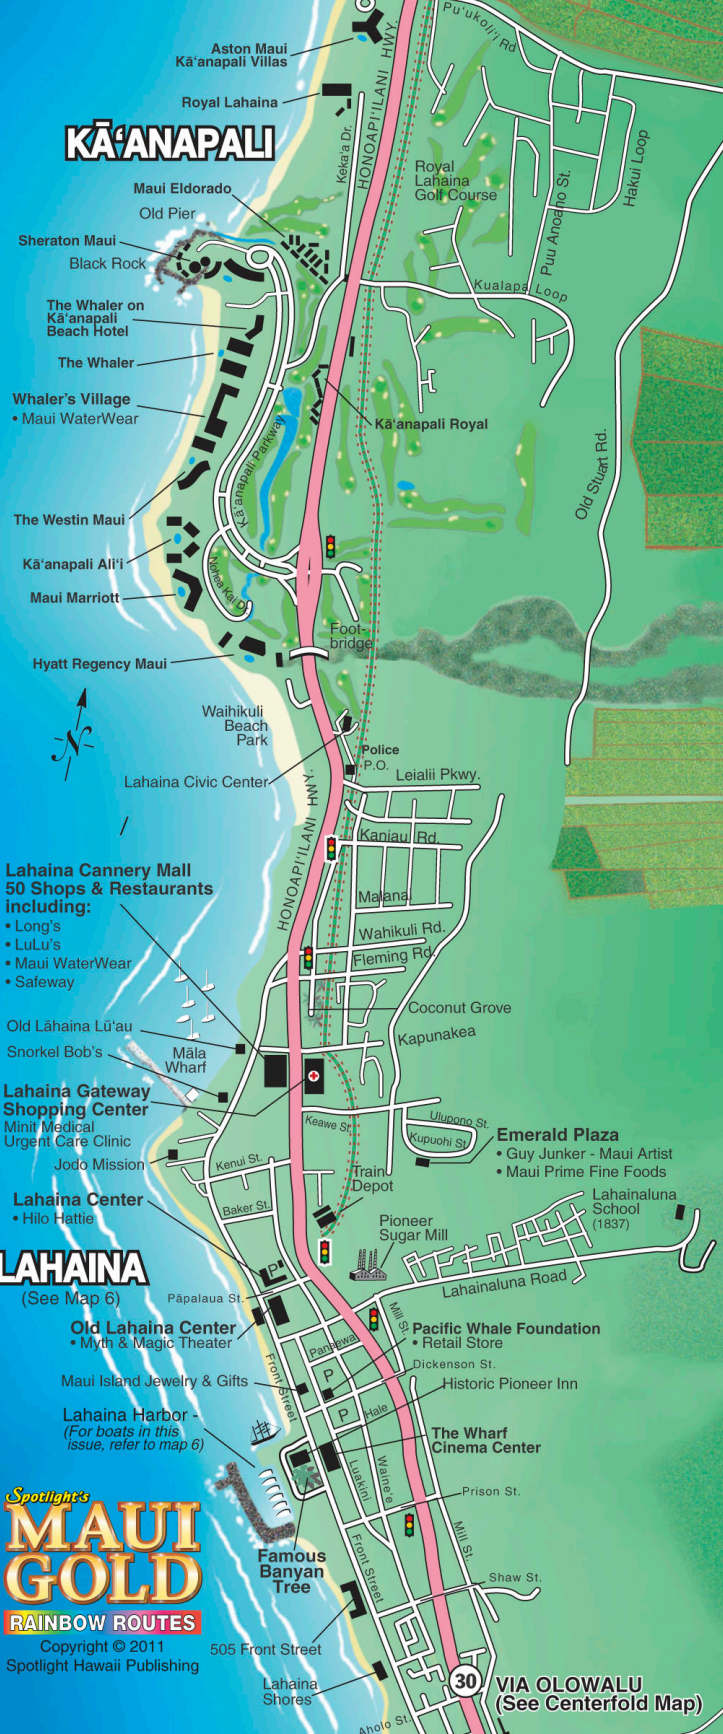 Pu'ukoli'i Rd
Aston Maui
Kā'anapali Villas
HONOAPI'ILANI HWY.
Royal Lahaina
KĀ'ANAPALI
Keka'a Dr.
Royal
Lahaina
Golf Course
Hakui Loop
Puu Anoano St.
Maui Eldorado
Old Pier
Sheraton Maui
Black Rock
Kualapa Loop
The Whaler on
Kā'anapali
Beach Hotel
The Whaler
Whaler's Village
• Maui WaterWear
Kā'anapali Royal
Kā'anapali Parkway
Old Stuart Rd.
The Westin Maui
Kā'anapali Ali'i
Nohea Kai Dr.
Maui Marriott
Foot-
bridge
Hyatt Regency Maui
N
Waihikuli
Beach
Park
Police
P.O.
Lahaina Civic Center
Leialii Pkwy.
HONOAPI'ILANI HWY.
Kaniau Rd.
Lahaina Cannery Mall
50 Shops & Restaurants
including:
• Long's
• LuLu's
• Maui WaterWear
• Safeway
Malana
Wahikuli Rd.
Fleming Rd.
Coconut Grove
Old Lāhaina Lū'au
Kapunakea
Snorkel Bob's
Māla
Wharf
Lahaina Gateway
Shopping Center
Minit Medical
Urgent Care Clinic
Keawe St
Ulupono St.
Kupuohi St.
Emerald Plaza
• Guy Junker - Maui Artist
• Maui Prime Fine Foods
Jodo Mission
Kenui St.
Train
Depot
Lahainaluna
School
(1837)
Lahaina Center
• Hilo Hattie
Baker St.
Pioneer
Sugar Mill
LAHAINA
(See Map 6)
P
Lahainaluna Road
Pāpalaua St.
Old Lahaina Center
• Myth & Magic Theater
Mill St.
Pacific Whale Foundation
• Retail Store
Panaewa
Dickenson St.
Front Street
P
Maui Island Jewelry & Gifts
Historic Pioneer Inn
Lahaina Harbor -
(For boats in this
issue, refer to map 6)
P
Hale
The Wharf
Cinema Center
Luakini
Waine'e
Prison St.
Spotlight's
MAUI
GOLD
RAINBOW ROUTES
Copyright © 2011
Spotlight Hawaii Publishing
Famous
Banyan
Tree
Front Street
Mill St.
Shaw St.
505 Front Street
Lahaina
Shores
30
VIA OLOWALU
(See Centerfold Map)
Aholo St.